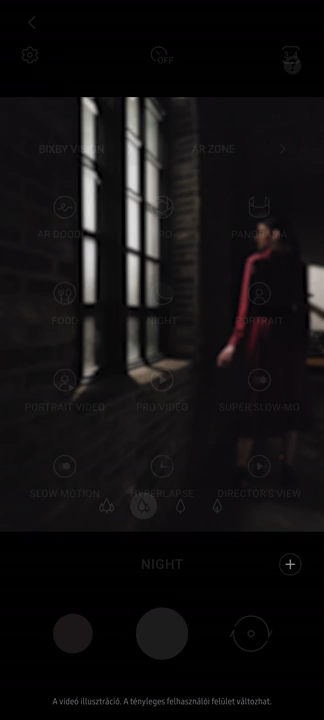 OFF
BIXBY VISION
AR ZONE
AR DOODLE
PRO
PANORAMA
FOOD
NIGHT
PORTRAIT
PORTRAIT VIDEO
PRO VIDEO
SUPER SLOW-MO
SLOW MOTION
HYPERLAPSE
DIRECTOR'S VIEW
NIGHT
A videó illusztráció. A tényleges felhasználói felület változhat.